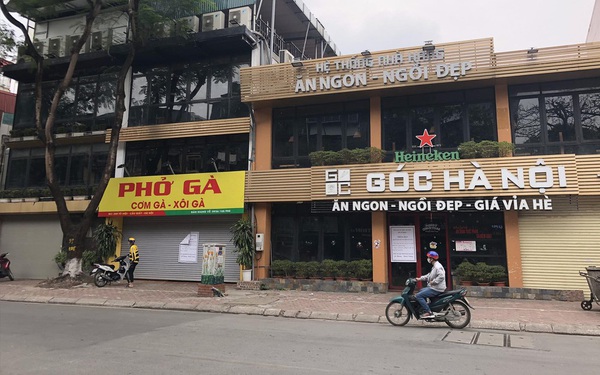 HỆ THỐNG NHÀ HÀNG
ĂN NGON - NGỒI ĐẸP
PHỞ GÀ
CƠM GÀ - XÔI GÀ
Heineken
GÓC HÀ NỘI
ĂN NGON - NGỒI ĐẸP - GIÁ VỈA HÈ